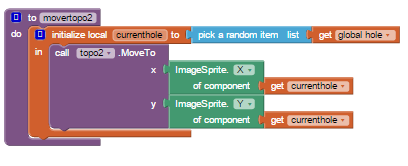 to movertopo2
do initialize local currenthole to pick a random item list get global hole
in call topo2 .MoveTo
x ImageSprite. X
of component get currenthole
y ImageSprite. Y
of component get currenthole